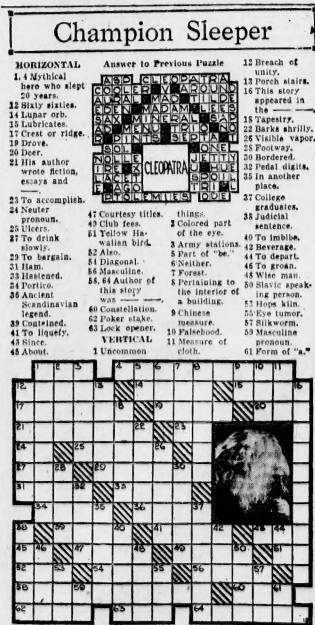 Champion Sleeper
HORIZONTAL
1, 4 Mythical
hero who slept
20 years.
12 Sixty sixties.
14 Lunar orb.
15 Lubricates.
17 Crest or ridge.
19 Drove.
20 Deer.
21 His author
wrote fiction,
essays and
—.
23 To accomplish.
24 Neuter
pronoun.
25 Ulcers.
27 To drink
slowly.
29 To bargain.
31 Ham.
33 Hastened.
34 Portico.
36 Ancient
Scandinavian
legend.
39 Contained.
41 To liquefy.
43 Since.
45 About.
Answer to Previous Puzzle
ASP CLEOPATRA
CLEOPATRA
PTOLEMIES ODE
47 Courtesy titles.
49 Club fees.
51 Yellow Ha-
waiian bird.
52 Also.
54 Diagonal.
56 Masculine.
58, 64 Author of
this story
was — —.
60 Constellation.
62 Poker stake.
63 Lock opener.
VERTICAL
1 Uncommon
things.
2 Colored part
of the eye.
3 Army stations.
5 Part of "be."
6 Neither.
7 Forest.
8 Pertaining to
the interior of
a building.
9 Chinese
measure.
10 Falsehood.
11 Measure of
cloth.
12 Breach of
unity.
13 Porch stairs.
16 This story
appeared in
the — —.
18 Tapestry.
22 Barks shrilly.
26 Visible vapor.
28 Footway.
30 Bordered.
32 Pedal digits.
35 In another
place.
37 College
graduates.
38 Judicial
sentence.
40 To imbibe.
42 Beverage.
44 To depart.
46 To groan.
48 Wise man.
50 Slavic speak-
ing person.
53 Hops kiln.
55 Eye tumor.
57 Silkworm.
59 Masculine
pronoun.
61 Form of "a."